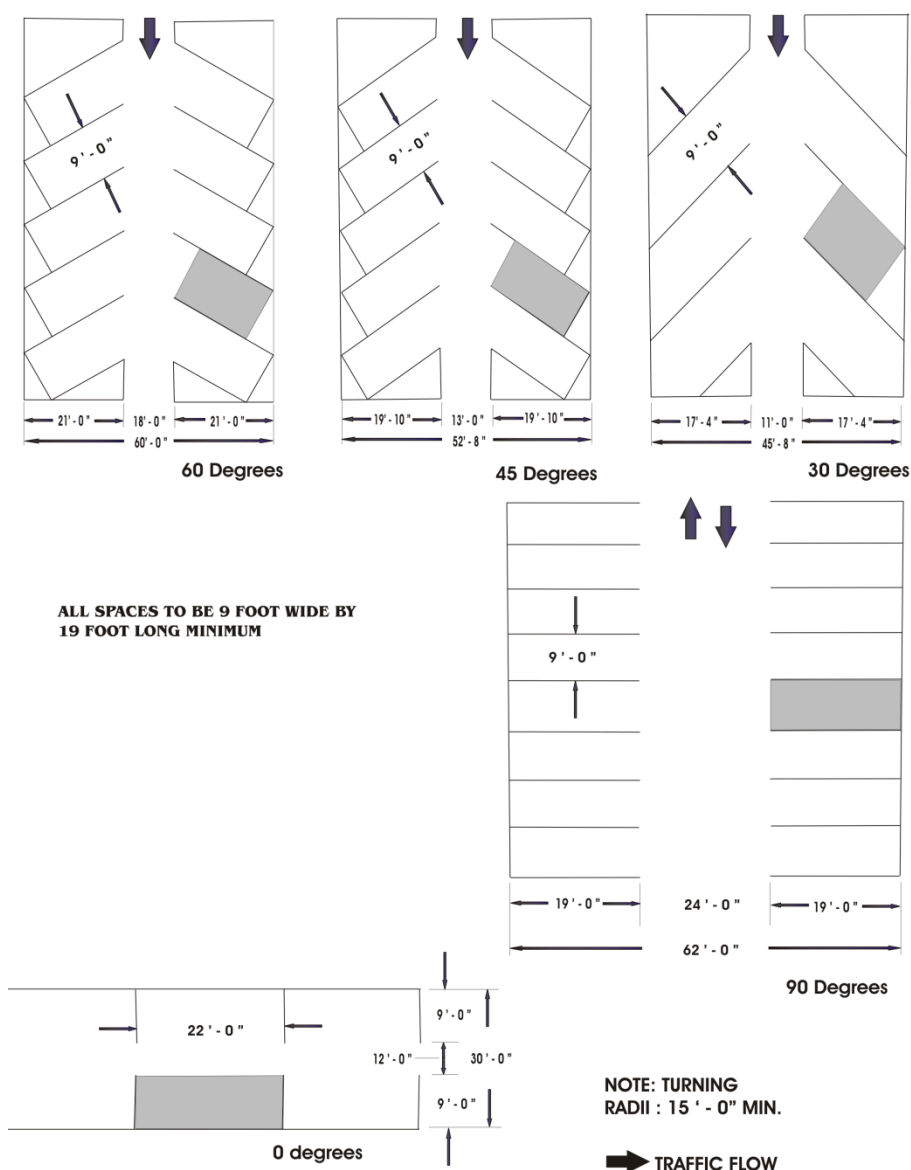 9 ' - 0 "
21' - 0 " 18' - 0 " 21' - 0 "
60' - 0 "
60 Degrees
9 ' - 0 "
19' - 10 " 13' - 0 " 19 ' - 10 "
52' - 8 "
45 Degrees
9 ' - 0 "
17' - 4 " 11' - 0 " 17' - 4 "
45' - 8 "
30 Degrees
ALL SPACES TO BE 9 FOOT WIDE BY
19 FOOT LONG MINIMUM
9 ' - 0 "
19 ' - 0 " 24 ' - 0 " 19 ' - 0 "
62 ' - 0 "
90 Degrees
22 ' - 0 "
9 ' - 0 "
12' - 0 " 30 ' - 0 "
9 ' - 0 "
0 degrees
NOTE: TURNING
RADII : 15 ' - 0" MIN.
TRAFFIC FLOW